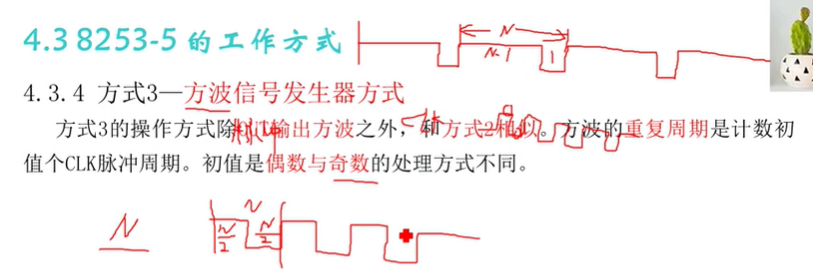 4.3 8253-5 的工作方式
N
N-1 1
4.3.4 方式3—方波信号发生器方式
方式3的操作方式除 输出方波之外，和方式2相似。方波的重复周期是计数初
值个CLK脉冲周期。初值是偶数与奇数的处理方式不同。
N
N N/2 N/2